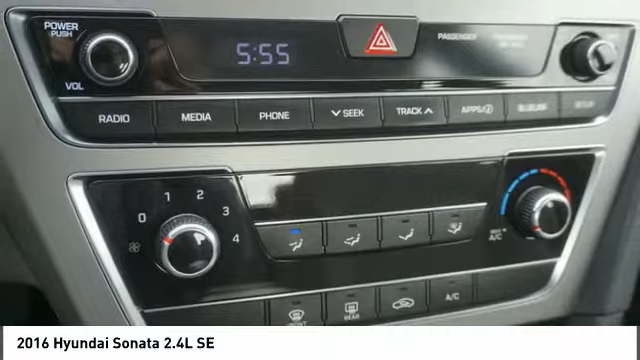 POWER
PUSH
VOL
5:55
PASSENGER
RADIO
MEDIA
PHONE
SEEK
TRACK
APPS/i
SETUP
0 1 2 3 4
A/C
FRONT
REAR
A/C
2016 Hyundai Sonata 2.4L SE